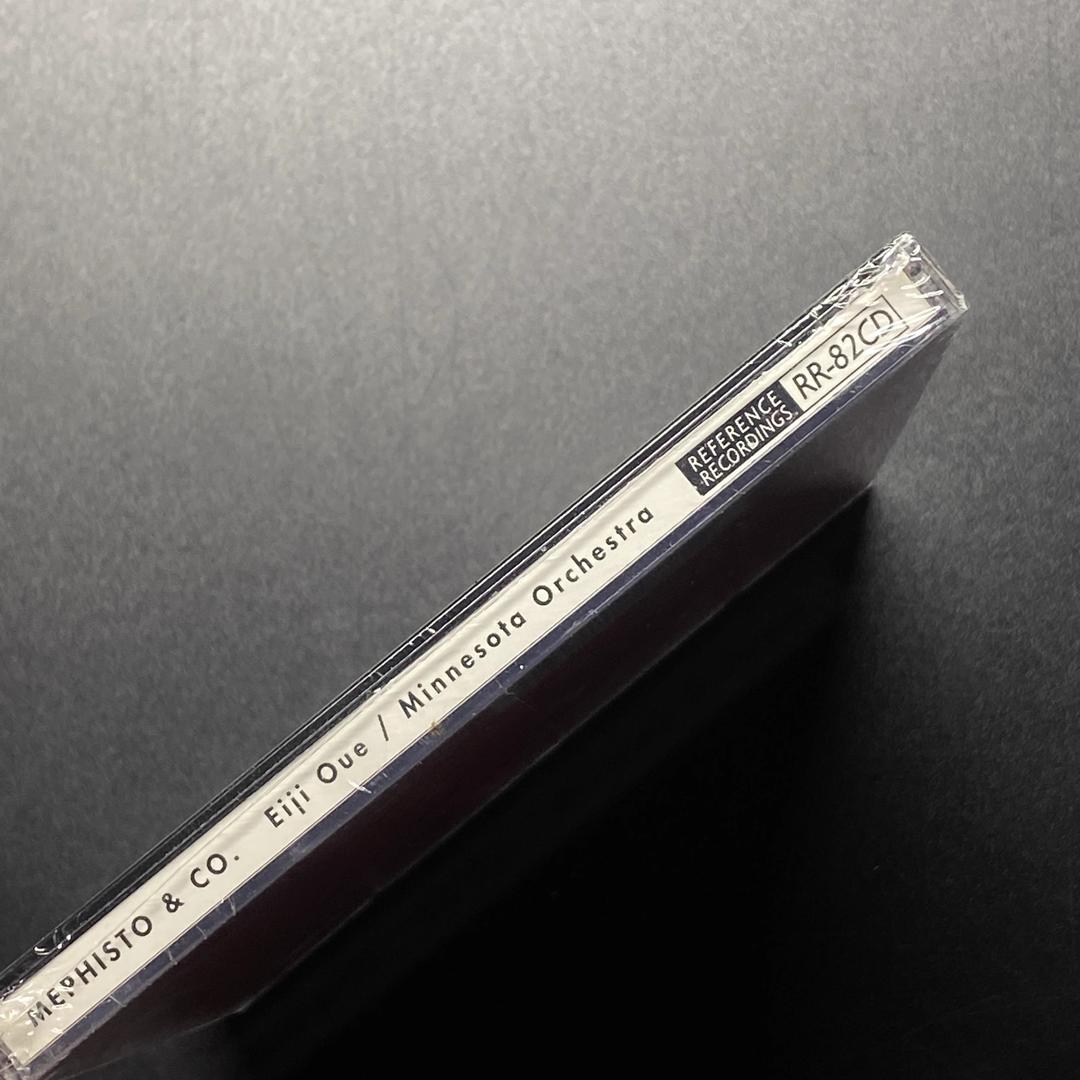 MEPHISTO & CO. Eiji Oue / Minnesota Orchestra
REFERENCE
RECORDINGS
RR-82CD